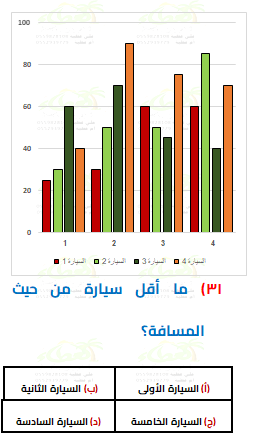 100
80
60
40
20
0
1 2 3 4
السيارة 1 السيارة 2 السيارة 3 السيارة 4
٣١) ما أقل سيارة من حيث
المسافة؟
(أ) السيارة الأولى (ب) السيارة الثانية
(ج) السيارة الخامسة (د) السيارة السادسة